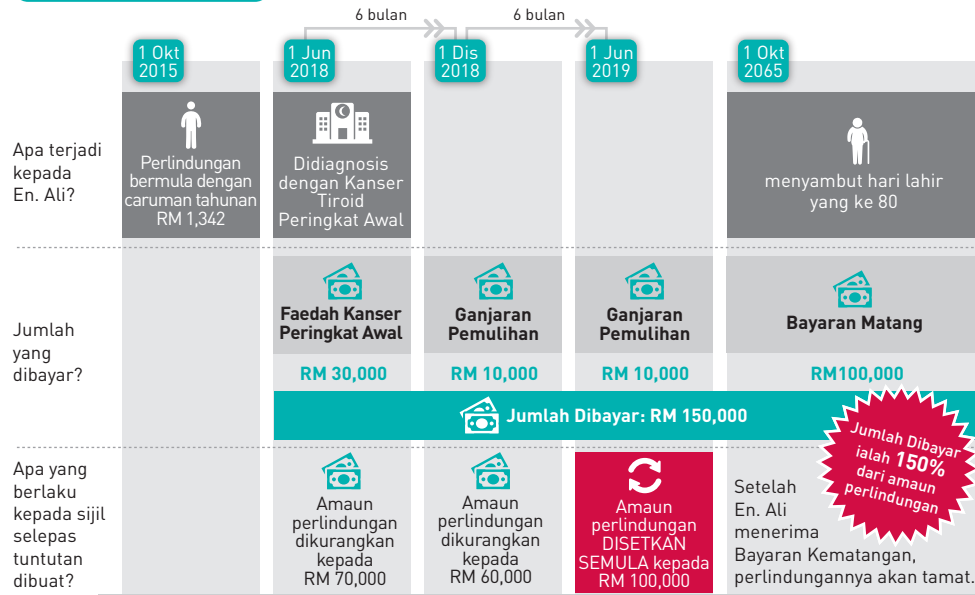 6 bulan
6 bulan
1 Okt
2015
1 Jun
2018
1 Dis
2018
1 Jun
2019
1 Okt
2065
Apa terjadi
kepada
En. Ali?
Perlindungan
bermula dengan
caruman tahunan
RM 1,342
Didiagnosis
dengan Kanser
Tiroid
Peringkat Awal
menyambut hari lahir
yang ke 80
Jumlah
yang
dibayar?
Faedah Kanser
Peringkat Awal
RM 30,000
Ganjaran
Pemulihan
RM 10,000
Ganjaran
Pemulihan
RM 10,000
Bayaran Matang
RM100,000
Jumlah Dibayar: RM 150,000
Jumlah Dibayar
ialah 150%
dari amaun
perlindungan
Apa yang
berlaku
kepada sijil
selepas
tuntutan
dibuat?
Amaun
perlindungan
dikurangkan
kepada
RM 70,000
Amaun
perlindungan
dikurangkan
kepada
RM 60,000
Amaun
perlindungan
DISETKAN
SEMULA kepada
RM 100,000
Setelah
En. Ali
menerima
Bayaran Kematangan,
perlindungannya akan tamat.